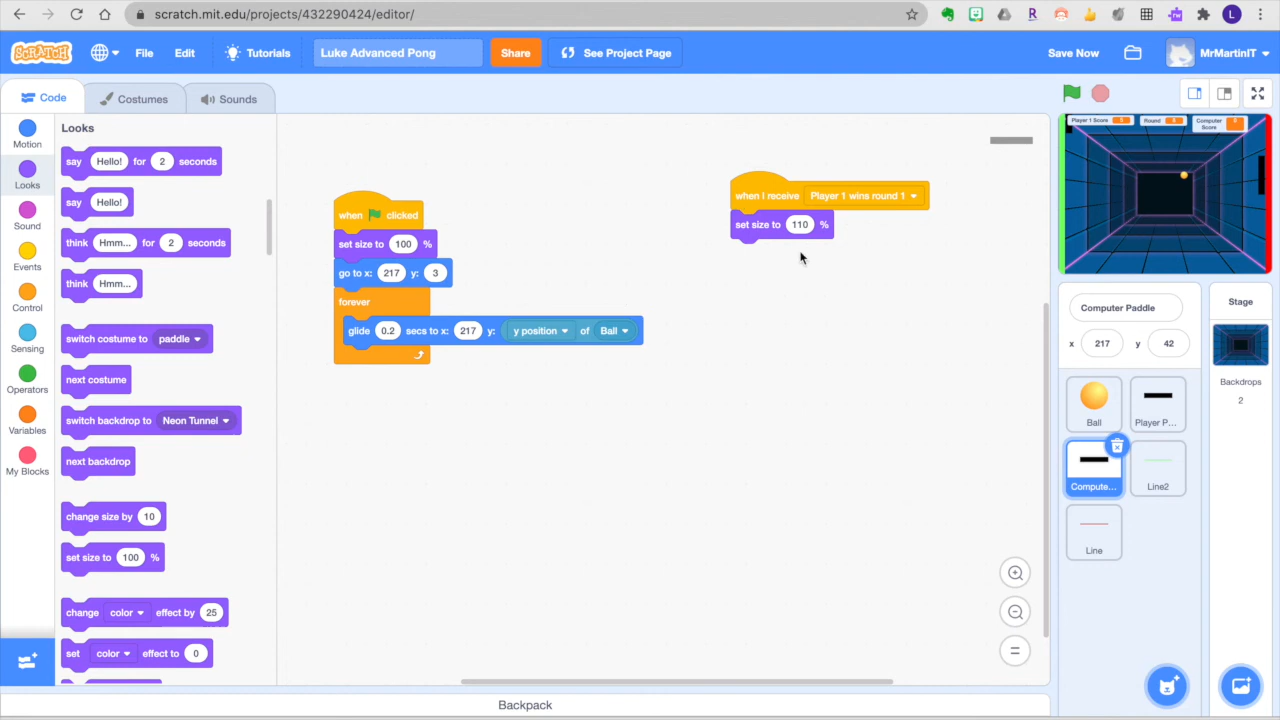 scratch.mit.edu/projects/432290424/editor/
L
SCRATCH
File
Edit
Tutorials
Luke Advanced Pong
Share
See Project Page
Save Now
MrMartinIT
Code
Costumes
Sounds
Motion
Looks
Sound
Events
Control
Sensing
Operators
Variables
My Blocks
Looks
say Hello! for 2 seconds
say Hello!
think Hmm... for 2 seconds
think Hmm...
switch costume to paddle
next costume
switch backdrop to Neon Tunnel
next backdrop
change size by 10
set size to 100 %
change color effect by 25
set color effect to 0
when clicked
set size to 100 %
go to x: 217 y: 3
forever
glide 0.2 secs to x: 217 y: y position of Ball
when I receive Player 1 wins round 1
set size to 110 %
Player 1 Score
Round
Computer
Score
Computer Paddle
x 217 y 42
Ball
Player P...
Compute...
Line2
Line
Stage
Backdrops
2
Backpack